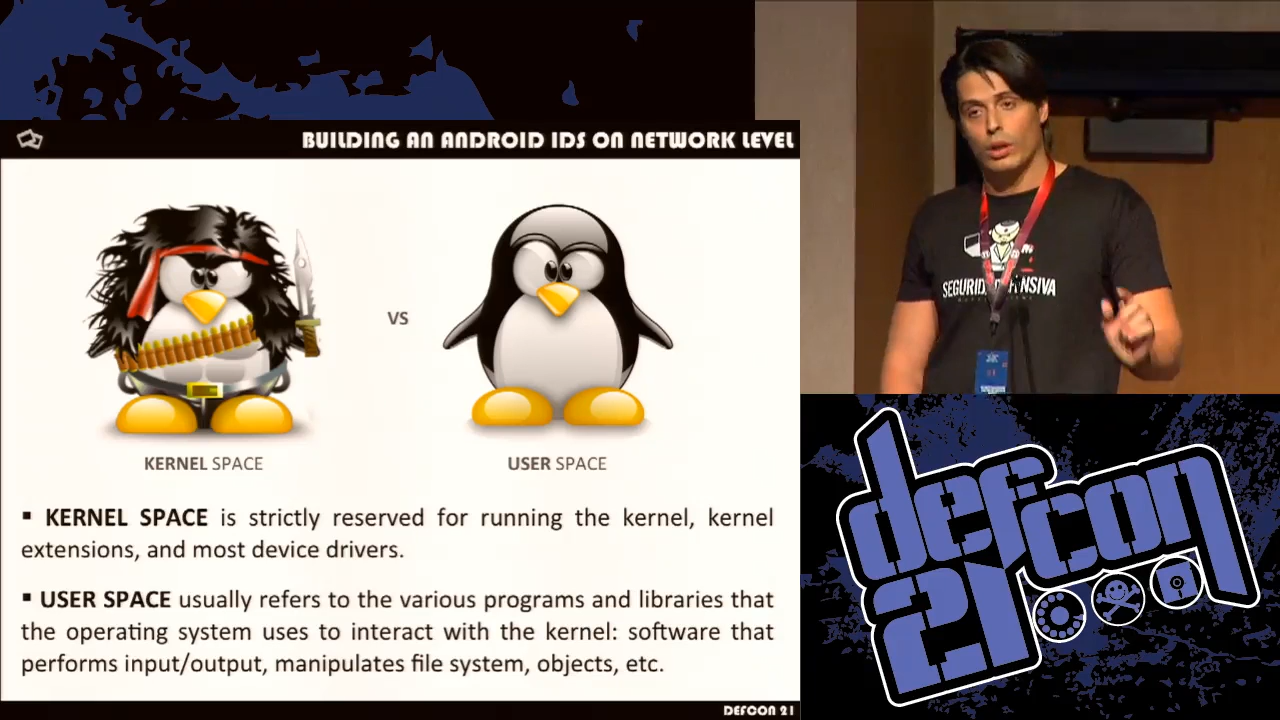 BUILDING AN ANDROID IDS ON NETWORK LEVEL
VS
KERNEL SPACE
USER SPACE
▪ KERNEL SPACE is strictly reserved for running the kernel, kernel
extensions, and most device drivers.
▪ USER SPACE usually refers to the various programs and libraries that
the operating system uses to interact with the kernel: software that
performs input/output, manipulates file system, objects, etc.
DEFCON 21
defcon
21